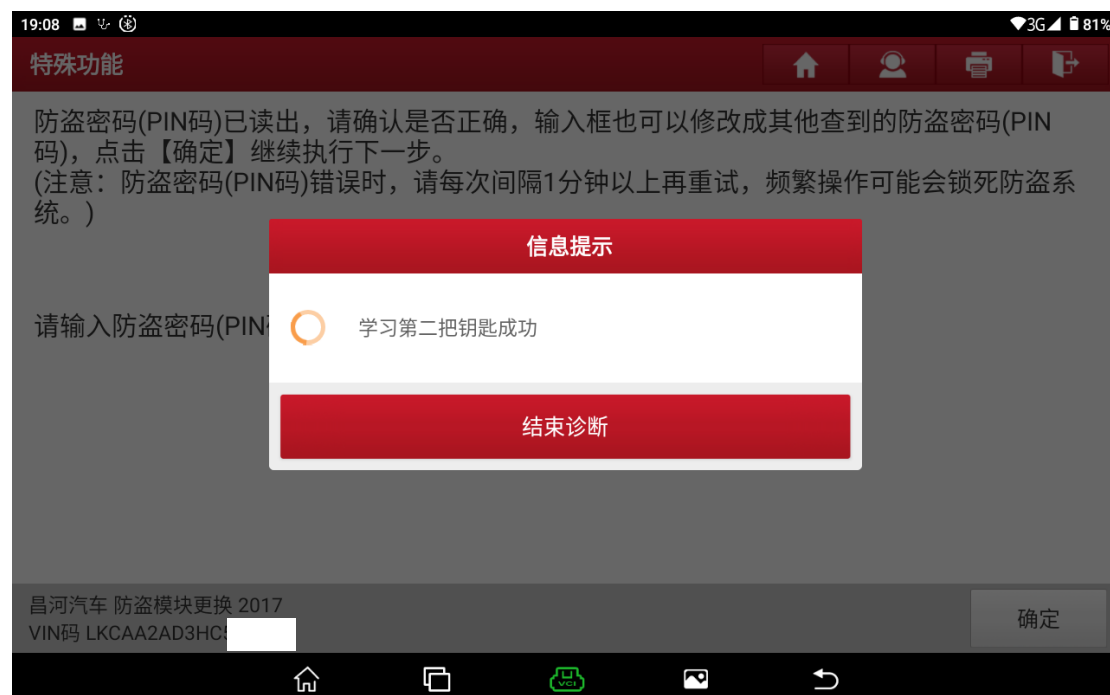 19:08 3G 81%
特殊功能
防盗密码(PIN码)已读出，请确认是否正确，输入框也可以修改成其他查到的防盗密码(PIN
码)，点击【确定】继续执行下一步。
(注意：防盗密码(PIN码)错误时，请每次间隔1分钟以上再重试，频繁操作可能会锁死防盗系
统。)
信息提示
请输入防盗密码(PIN
学习第二把钥匙成功
结束诊断
昌河汽车 防盗模块更换 2017
VIN码 LKCAA2AD3HC
确定
VCI